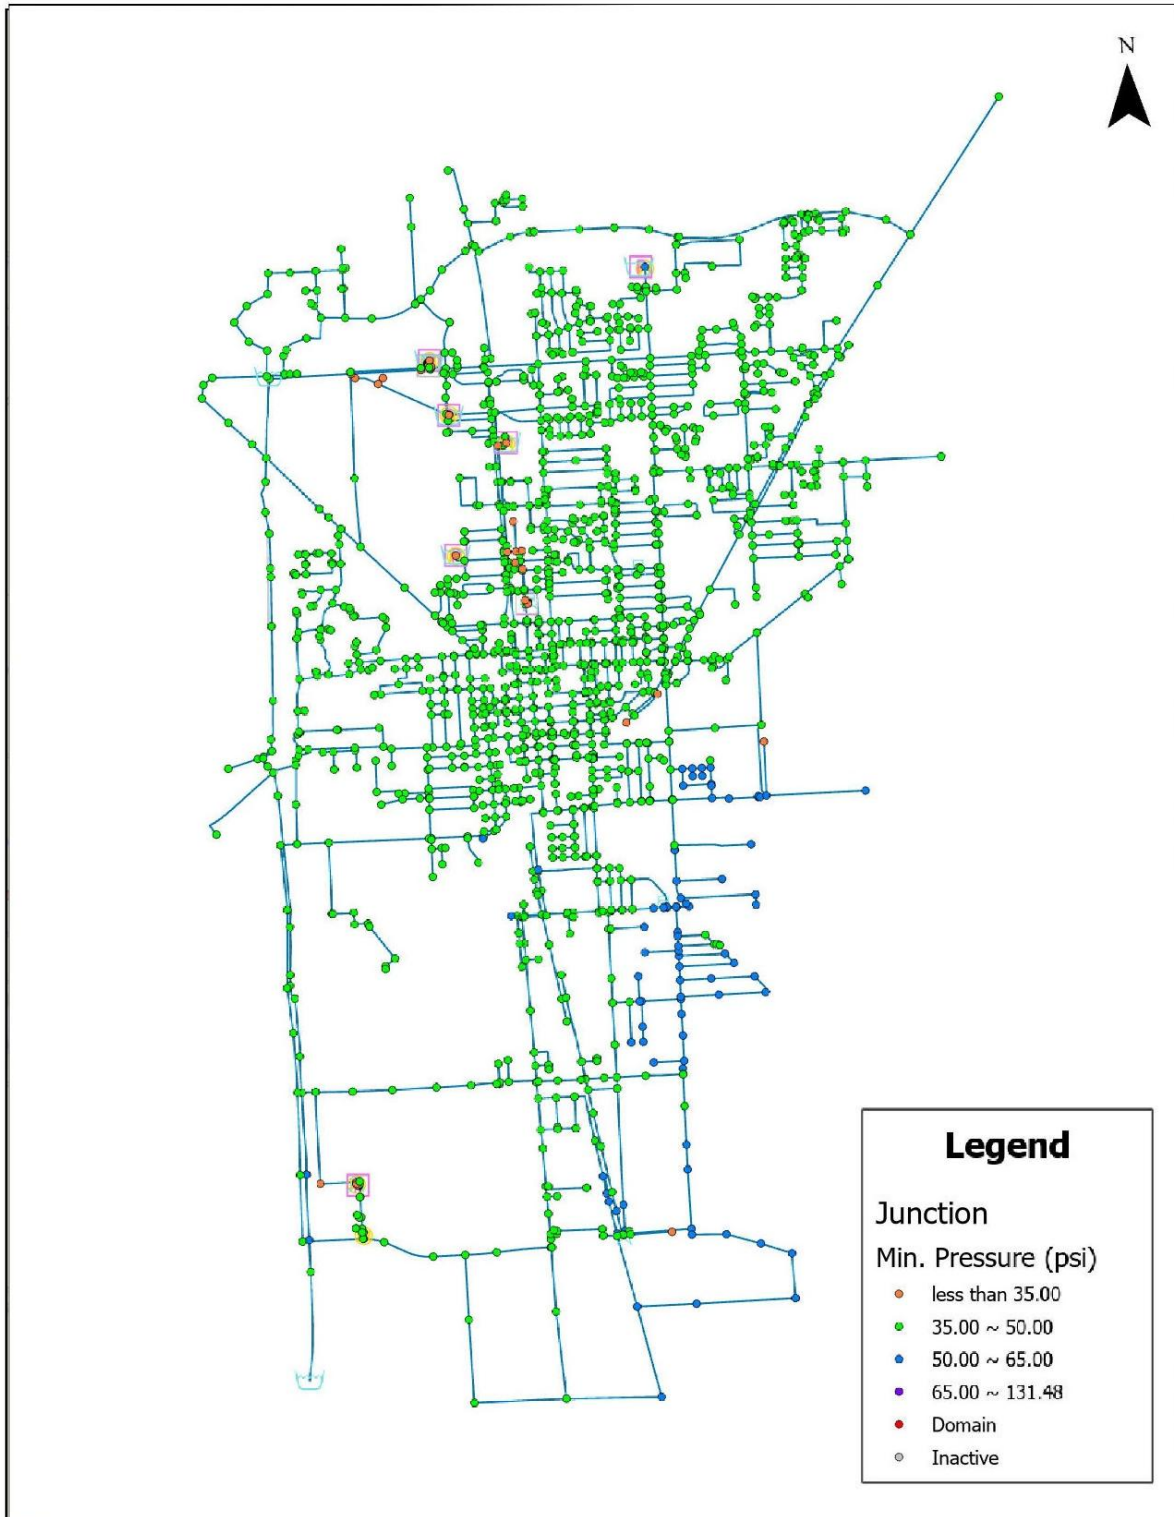 N
Legend
Junction
Min. Pressure (psi)
less than 35.00
35.00 ~ 50.00
50.00 ~ 65.00
65.00 ~ 131.48
Domain
Inactive